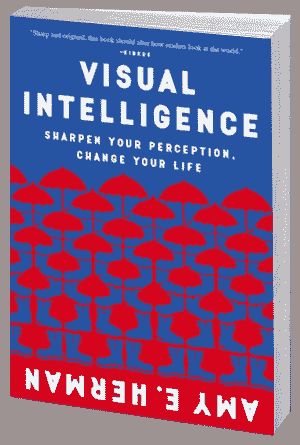 "Sharp and original, this book should alter how readers look at the world."
—KIRKUS
VISUAL
INTELLIGENCE
SHARPEN YOUR PERCEPTION,
CHANGE YOUR LIFE
AMY E. HERMAN